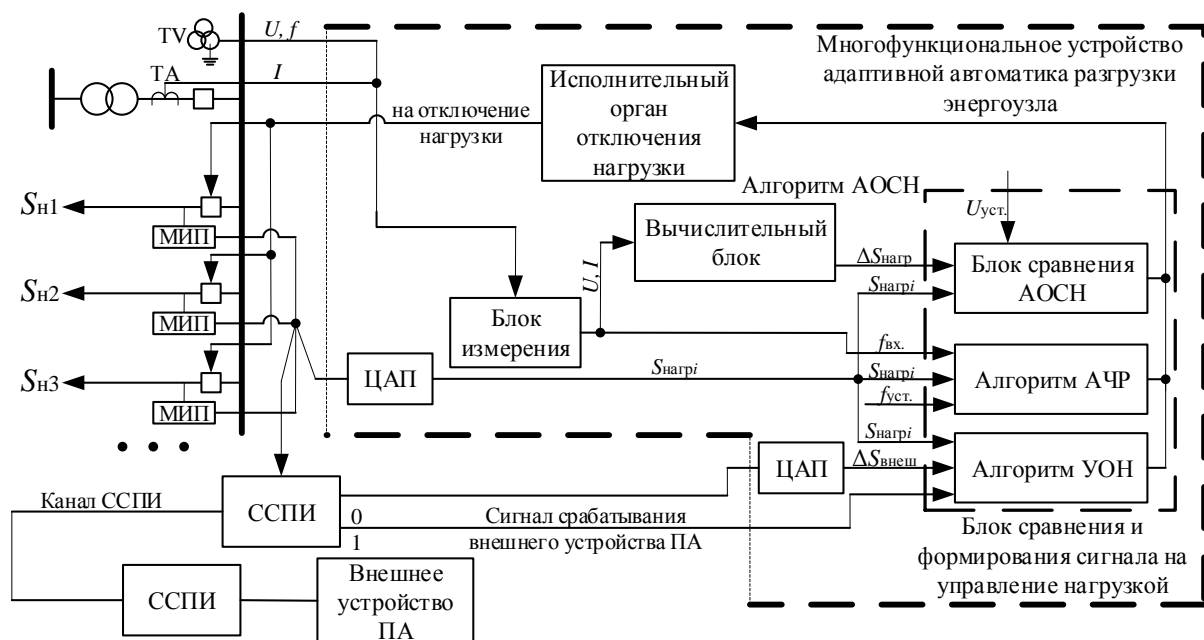 TV
U, f
TA
I
Многофункциональное устройство
адаптивной автоматика разгрузки
энергоузла
Исполнительный
орган
отключения
нагрузки
на отключение
нагрузки
Алгоритм АОСН
Uуст.
Sн1
МИП
Вычислительный
блок
ΔSнагр
Блок сравнения
АОСН
U, I
Sнагрi
Sн2
МИП
Блок
измерения
fвх.
Sн3
МИП
ЦАП
Sнагрi
Sнагрi
Алгоритм АЧР
fуст.
Sнагрi
ЦАП
ΔSвнеш
Алгоритм УОН
Канал ССПИ
ССПИ
0
1
Сигнал срабатывания
внешнего устройства ПА
Блок сравнения и
формирования сигнала на
управление нагрузкой
ССПИ
Внешнее
устройство
ПА